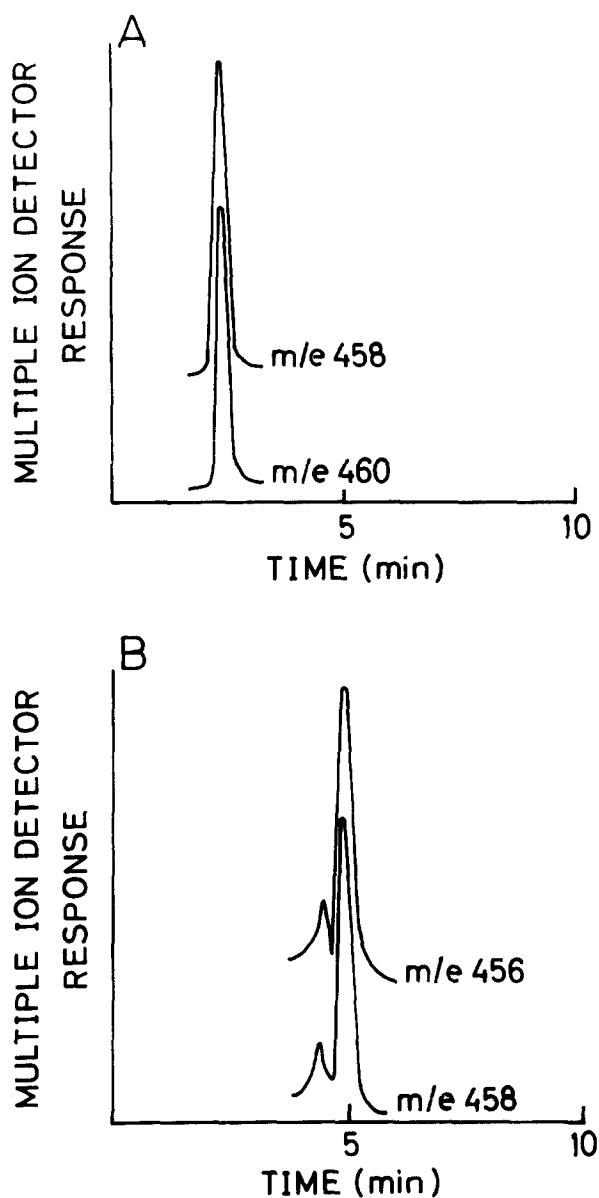 A
MULTIPLE ION DETECTOR
RESPONSE
m/e 458
m/e 460
5
10
TIME (min)
B
MULTIPLE ION DETECTOR
RESPONSE
m/e 456
m/e 458
5
10
TIME (min)